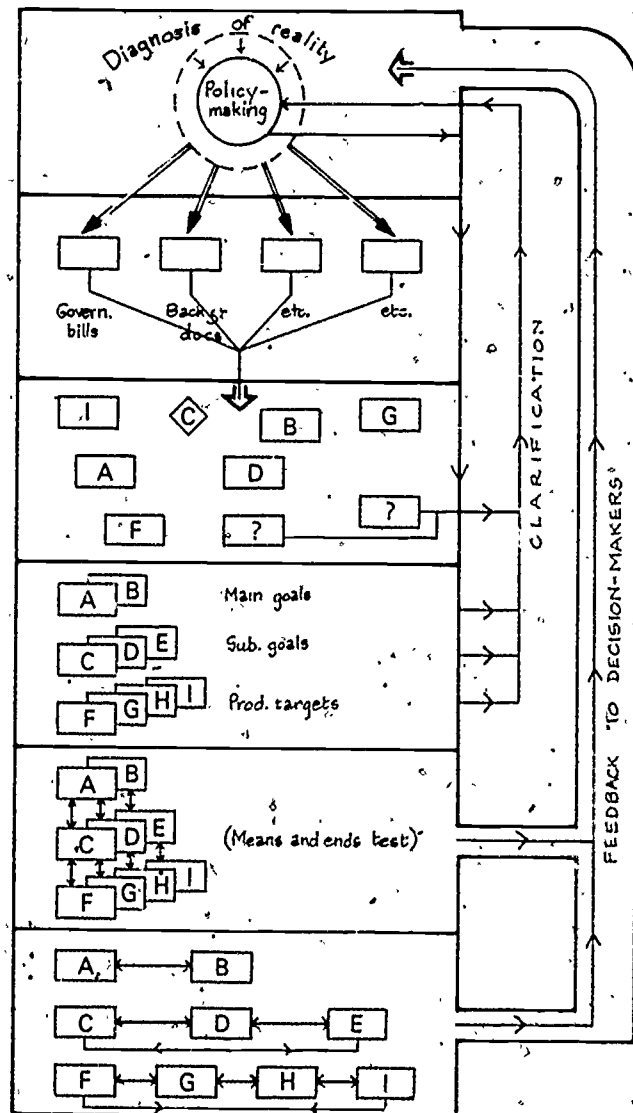 Diagnosis of reality
Policy-
making
Govern.
bills
Backgr
docs
etc.
etc.
I
C
B
G
A
D
F
?
?
A B
Main goals
C D E
Sub. goals
F G H I
Prod. targets
A B
C D E
(Means and ends test)
F G H I
A B
C D E
F G H I
CLARIFICATION
FEEDBACK TO DECISION-MAKERS